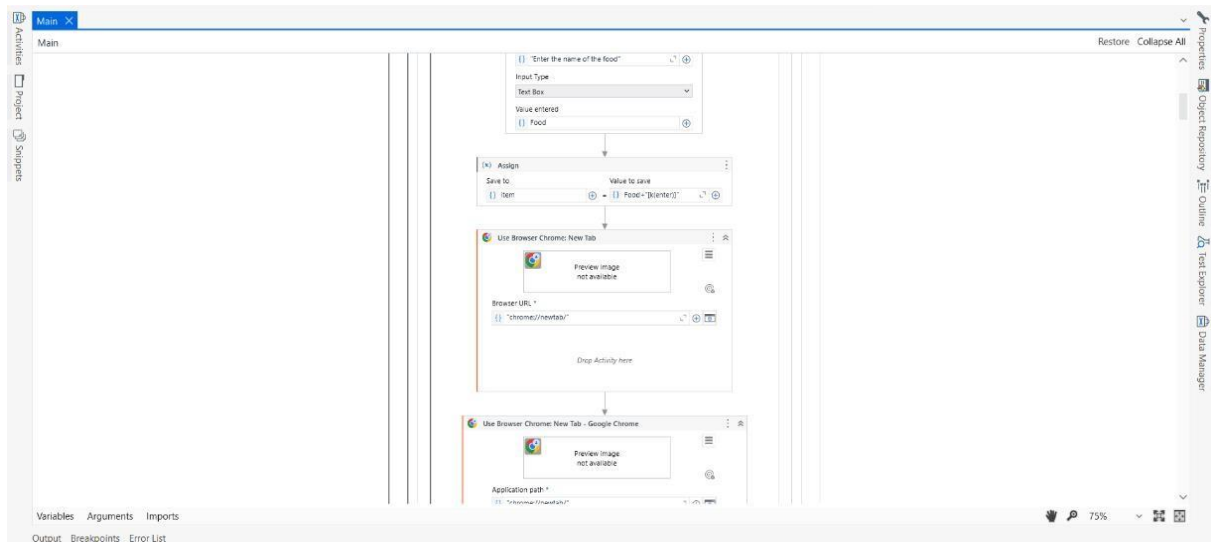 Main
Main
Restore Collapse All
Activities
Project
Snippets
"Enter the name of the food"
Input Type
Text Box
Value entered
Food
Assign
Save to Value to save
Item = Food+"[k(enter)]"
Use Browser Chrome: New Tab
Preview image
not available
Browser URL *
"chrome://newtab/"
Drop Activity here
Use Browser Chrome: New Tab - Google Chrome
Preview image
not available
Application path *
"chrome://newtab/"
Properties
Object Repository
Outline
Test Explorer
Data Manager
Variables Arguments Imports
75%
Output Breakpoints Error List